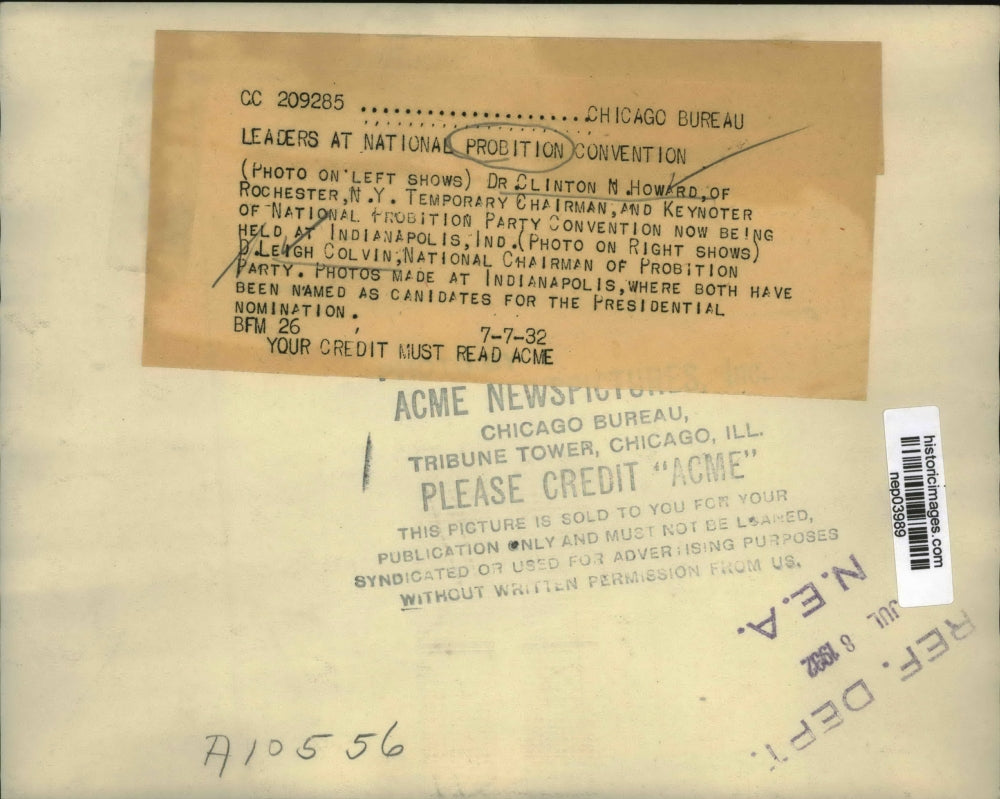 CC 209285 ........................CHICAGO BUREAU
LEADERS AT NATIONAL PROBITION CONVENTION
(PHOTO ON LEFT SHOWS) DR.CLINTON N.HOWARD,OF
ROCHESTER,N.Y. TEMPORARY CHAIRMAN,AND KEYNOTER
OF NATIONAL PROBITION PARTY CONVENTION NOW BEING
HELD AT INDIANAPOLIS,IND.(PHOTO ON RIGHT SHOWS)
D.LEIGH COLVIN,NATIONAL CHAIRMAN OF PROBITION
PARTY. PHOTOS MADE AT INDIANAPOLIS,WHERE BOTH HAVE
BEEN NAMED AS CANIDATES FOR THE PRESIDENTIAL
NOMINATION.
BFM 26 7-7-32
YOUR CREDIT MUST READ ACME
ACME NEWSPICTURES, Inc.
CHICAGO BUREAU,
TRIBUNE TOWER, CHICAGO, ILL.
PLEASE CREDIT "ACME"
THIS PICTURE IS SOLD TO YOU FOR YOUR
PUBLICATION ONLY AND MUST NOT BE LOANED,
SYNDICATED OR USED FOR ADVERTISING PURPOSES
WITHOUT WRITTEN PERMISSION FROM US.
historicimages.com
nep03989
N.E.A.
JUL 8 1932
REF. DEPT.
A10556